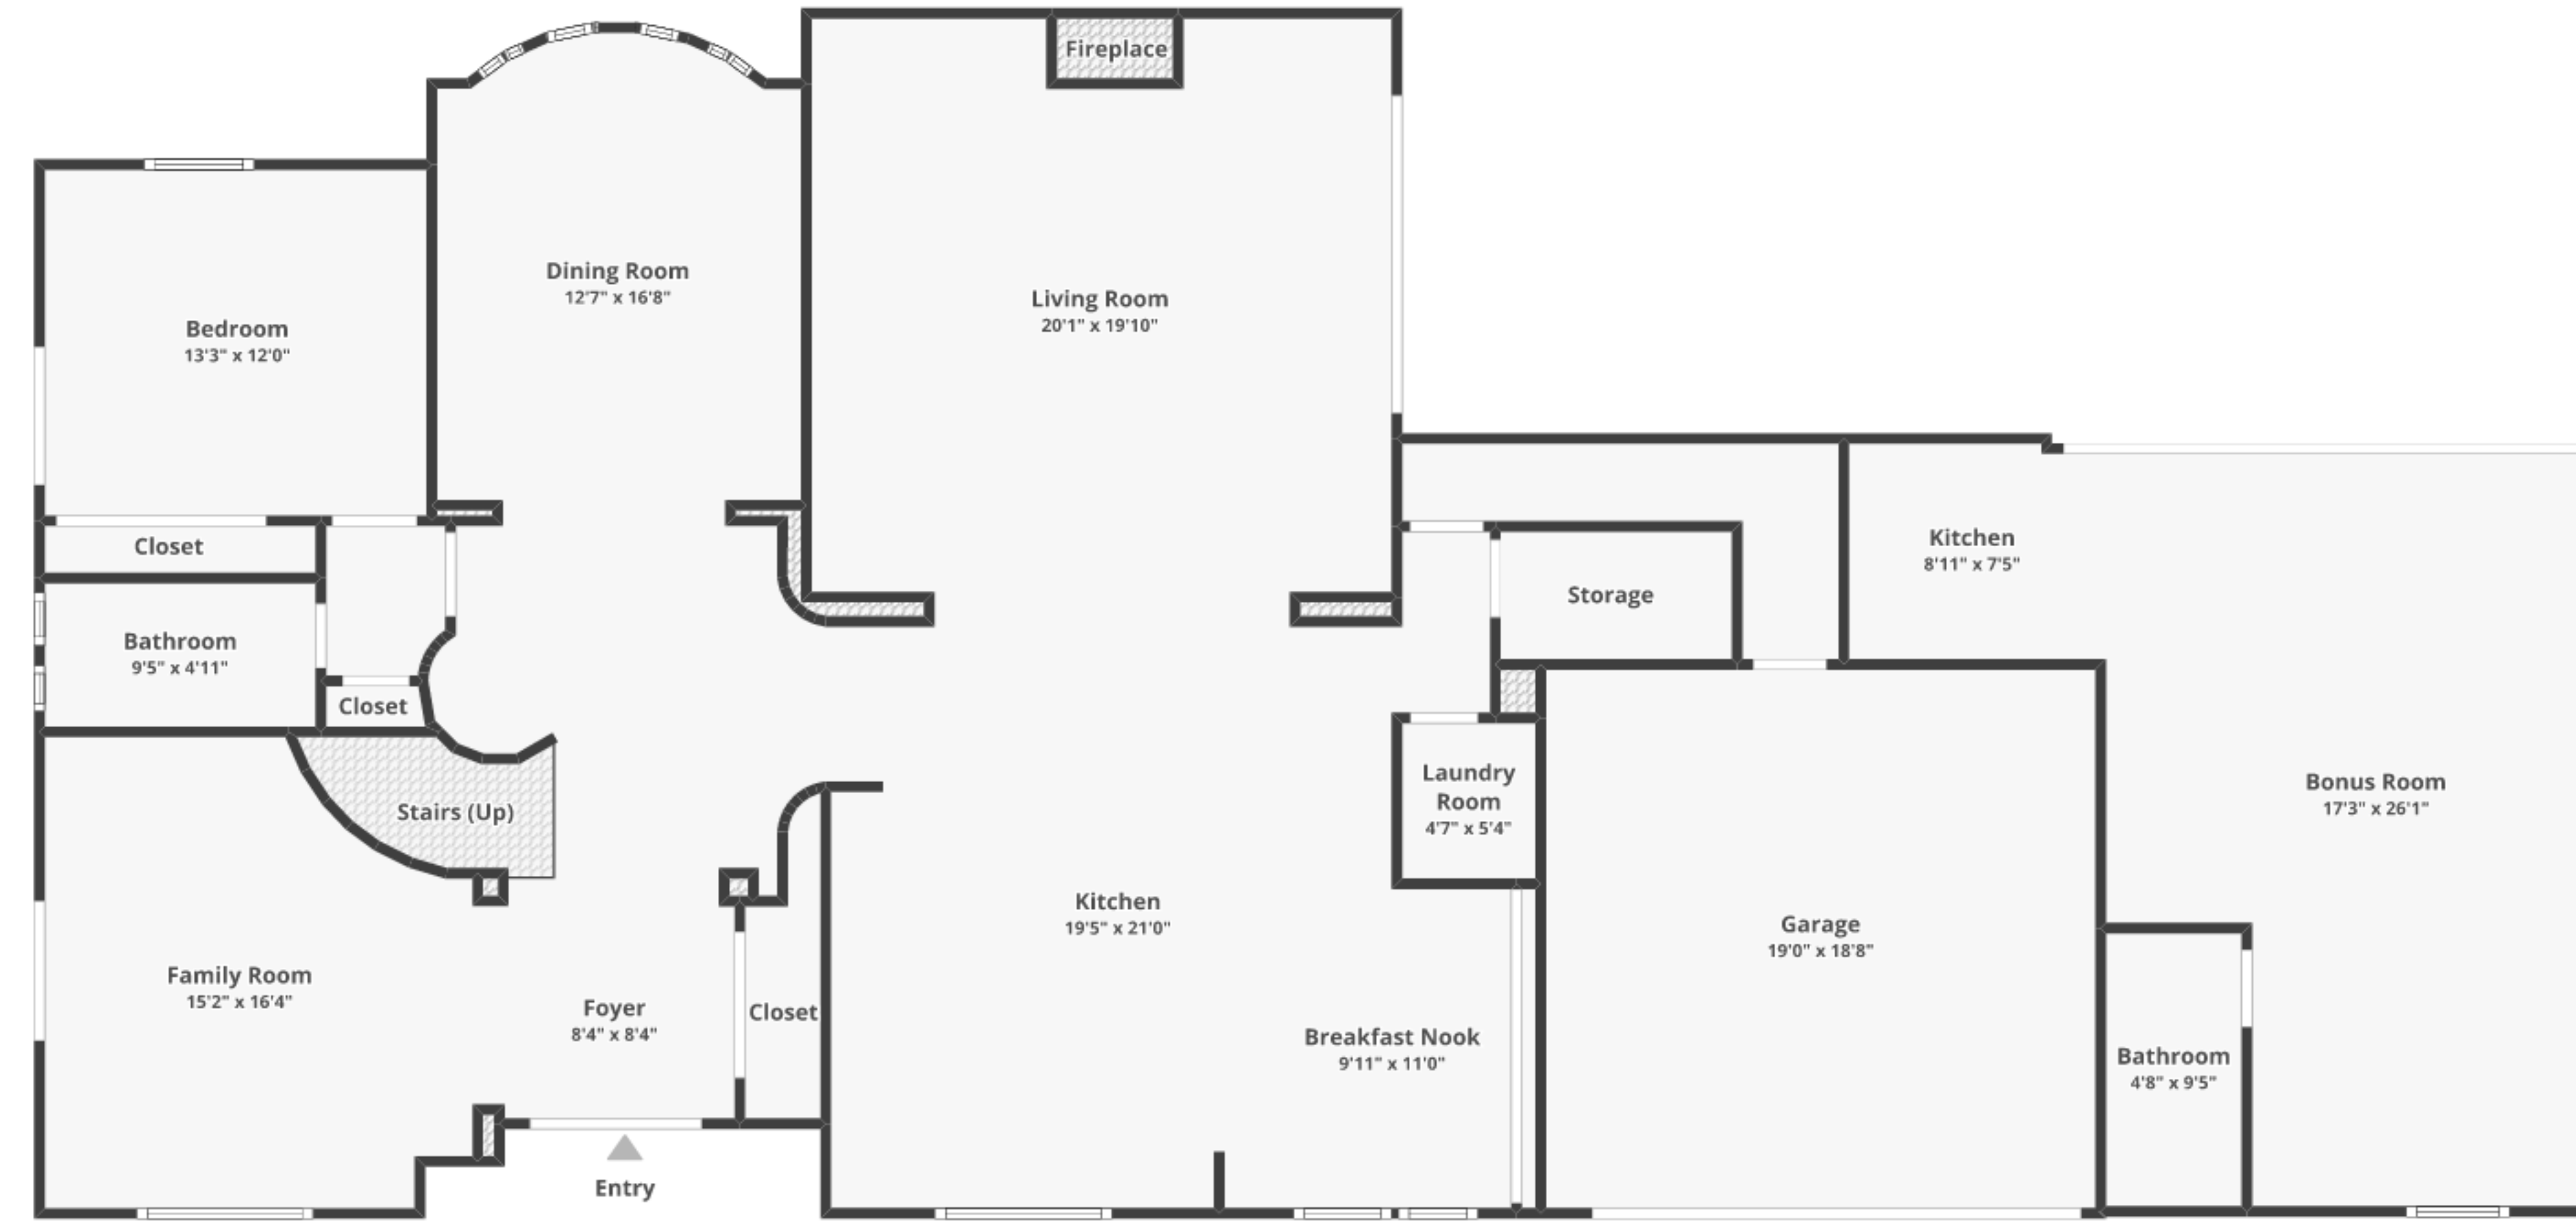 Fireplace
Dining Room
12'7" x 16'8"
Living Room
20'1" x 19'10"
Bedroom
13'3" x 12'0"
Closet
Kitchen
8'11" x 7'5"
Storage
Bathroom
9'5" x 4'11"
Closet
Laundry
Room
4'7" x 5'4"
Bonus Room
17'3" x 26'1"
Stairs (Up)
Kitchen
19'5" x 21'0"
Garage
19'0" x 18'8"
Family Room
15'2" x 16'4"
Foyer
8'4" x 8'4"
Closet
Breakfast Nook
9'11" x 11'0"
Bathroom
4'8" x 9'5"
Entry